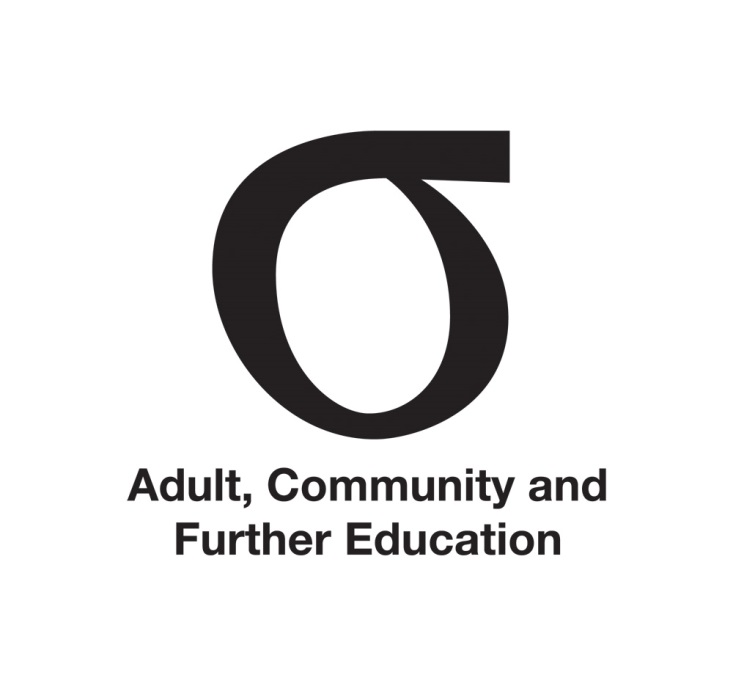 σ
Adult, Community and
Further Education